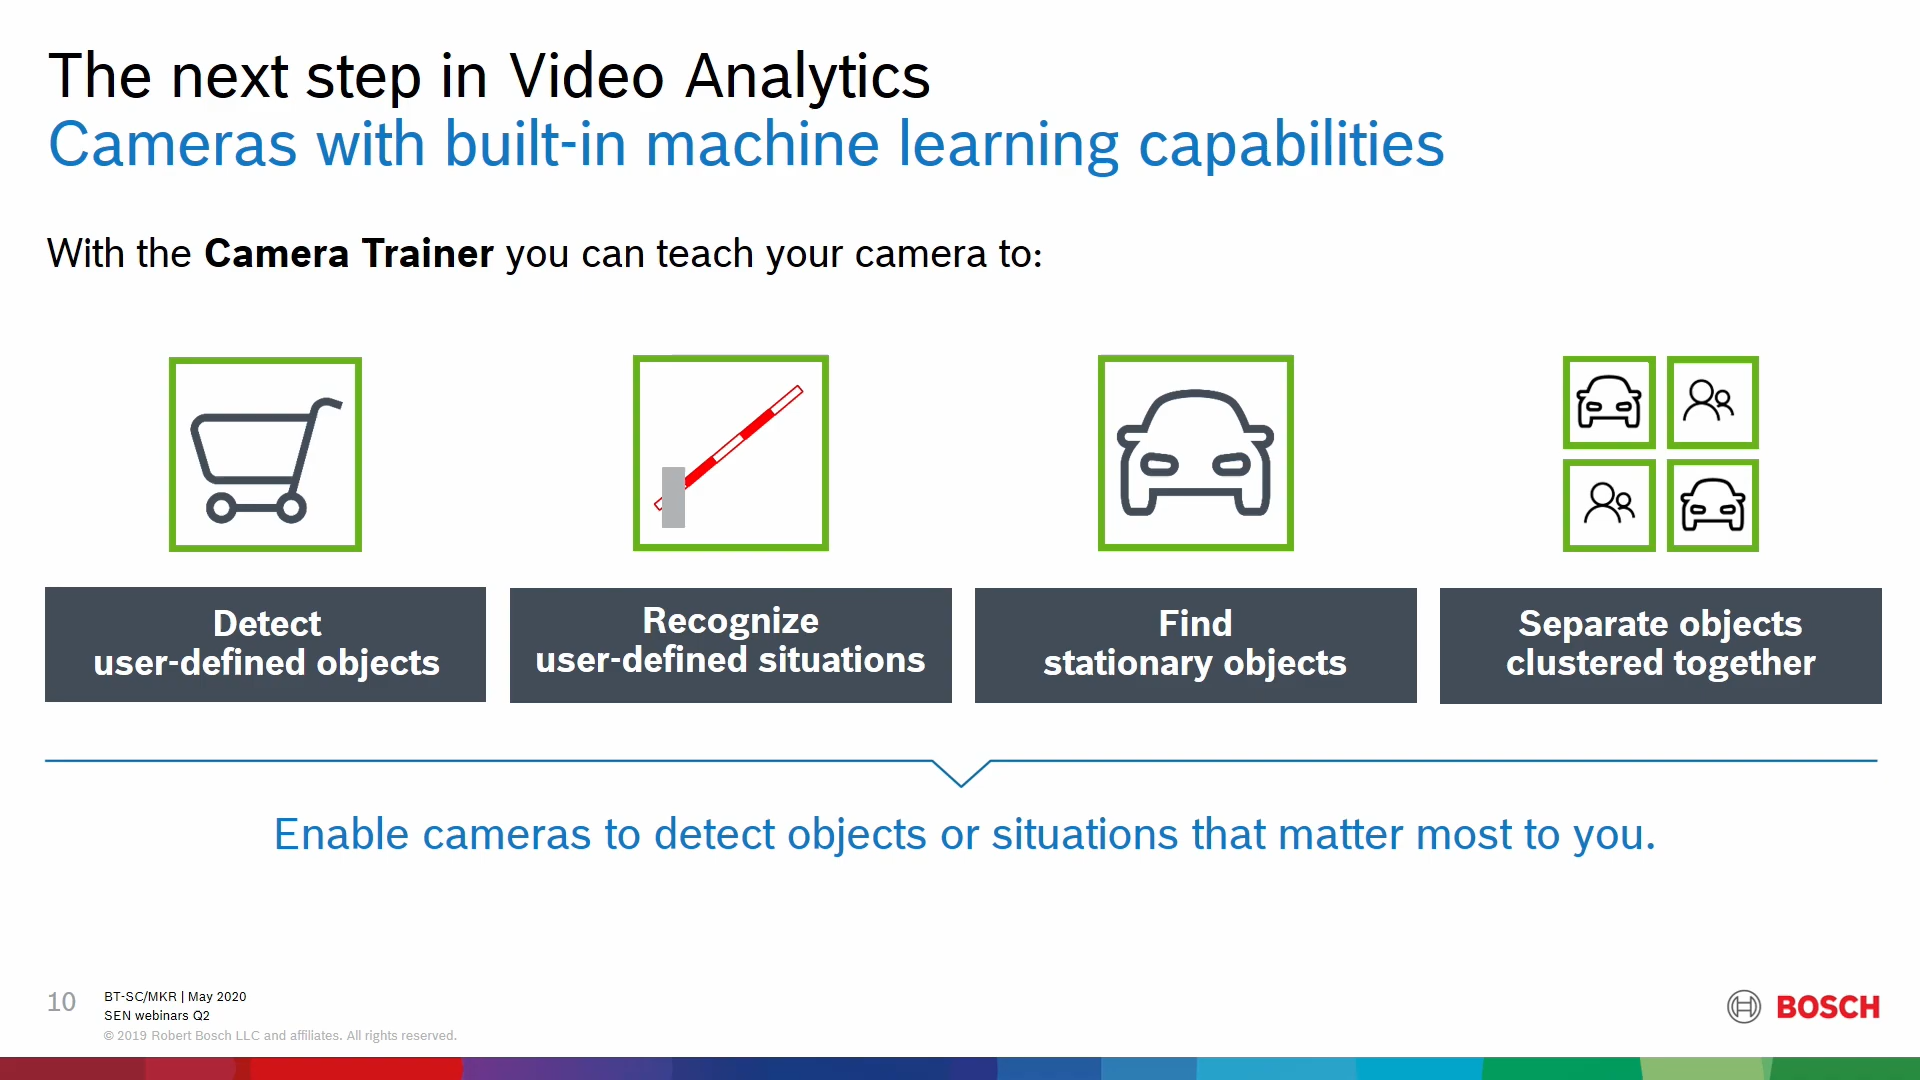 The next step in Video Analytics
Cameras with built-in machine learning capabilities
With the Camera Trainer you can teach your camera to:
Detect
user-defined objects
Recognize
user-defined situations
Find
stationary objects
Separate objects
clustered together
Enable cameras to detect objects or situations that matter most to you.
10
BT-SC/MKR | May 2020
SEN webinars Q2
© 2019 Robert Bosch LLC and affiliates. All rights reserved.
BOSCH